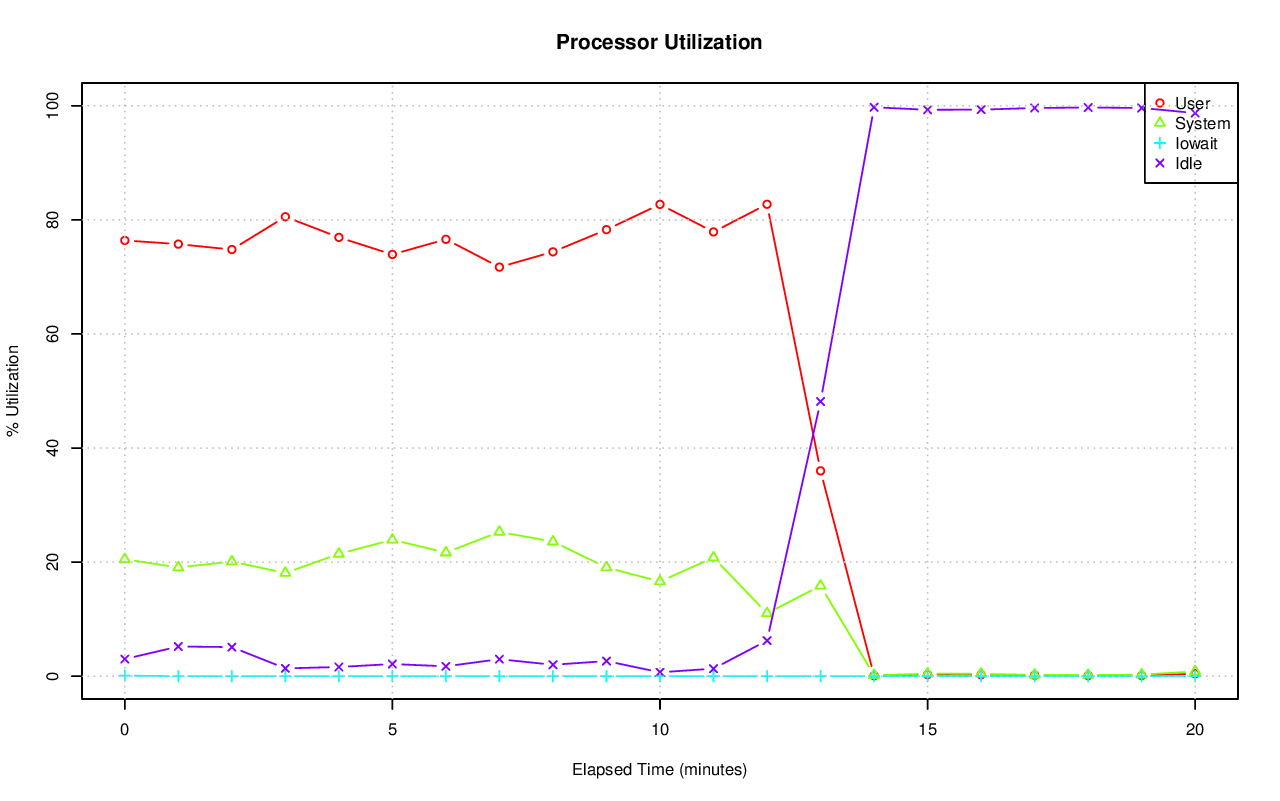 Processor Utilization
% Utilization
100
80
60
40
20
0
User
System
Iowait
Idle
0 5 10 15 20
Elapsed Time (minutes)